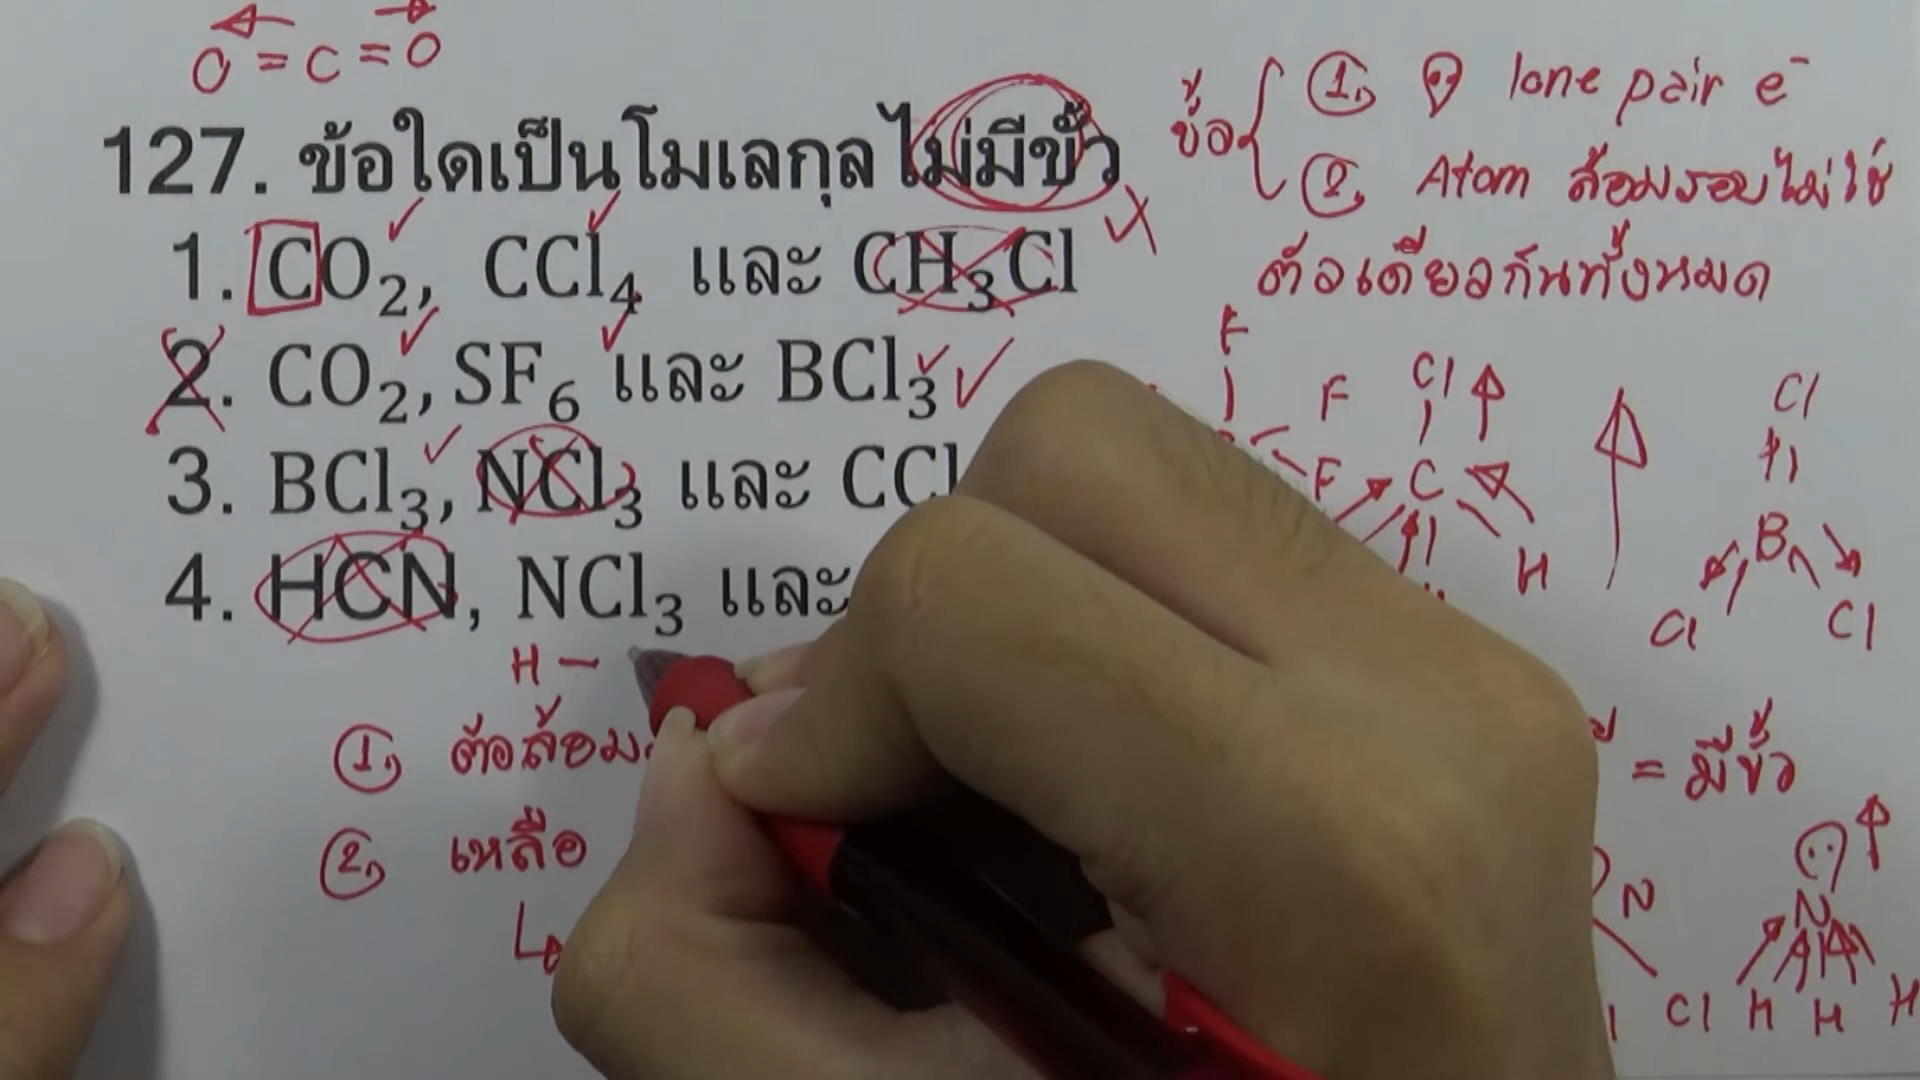 O = C = O
127. ข้อใดเป็นโมเลกุลไม่มีขั้ว
1. CO₂, CCl₄ และ CH₃Cl
2. CO₂, SF₆ และ BCl₃
3. BCl₃, NCl₃ และ CCl
4. HCN, NCl₃ และ
H –
1, ตัวล้อม
2, เหลือ
ขั้ว
1, lone pair e⁻
2, Atom ล้อมรอบไม่ใช่
ตัวเดียวกันทั้งหมด
F
F Cl Cl
F C B
H Cl Cl
= มีขั้ว
N N
Cl H H H